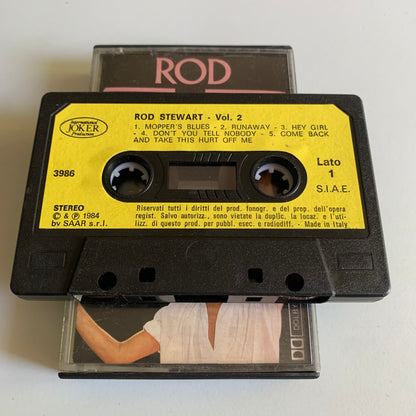 ROD
International
JOKER
Production
ROD STEWART - Vol. 2
1. MOPPER'S BLUES - 2. RUNAWAY - 3. HEY GIRL
- 4. DON'T YOU TELL NOBODY - 5. COME BACK
AND TAKE THIS HURT OFF ME
3986
Lato
1
S.I.A.E.
STEREO
© & ℗ 1984
by SAAR s.r.l.
Riservati tutti i diritti del prod. fonogr. e del prop. dell'opera
regist. Salvo autorizz., sono vietate la duplic. la locaz. e l'uti-
lizz. di questo prod. per pubbl. esec. e radiodiff. - Made in Italy
DOLBY